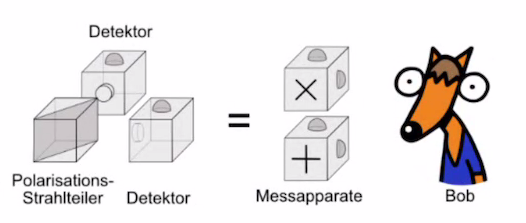 Detektor
=
×
+
Polarisations-
Strahlteiler
Detektor
Messapparate
Bob